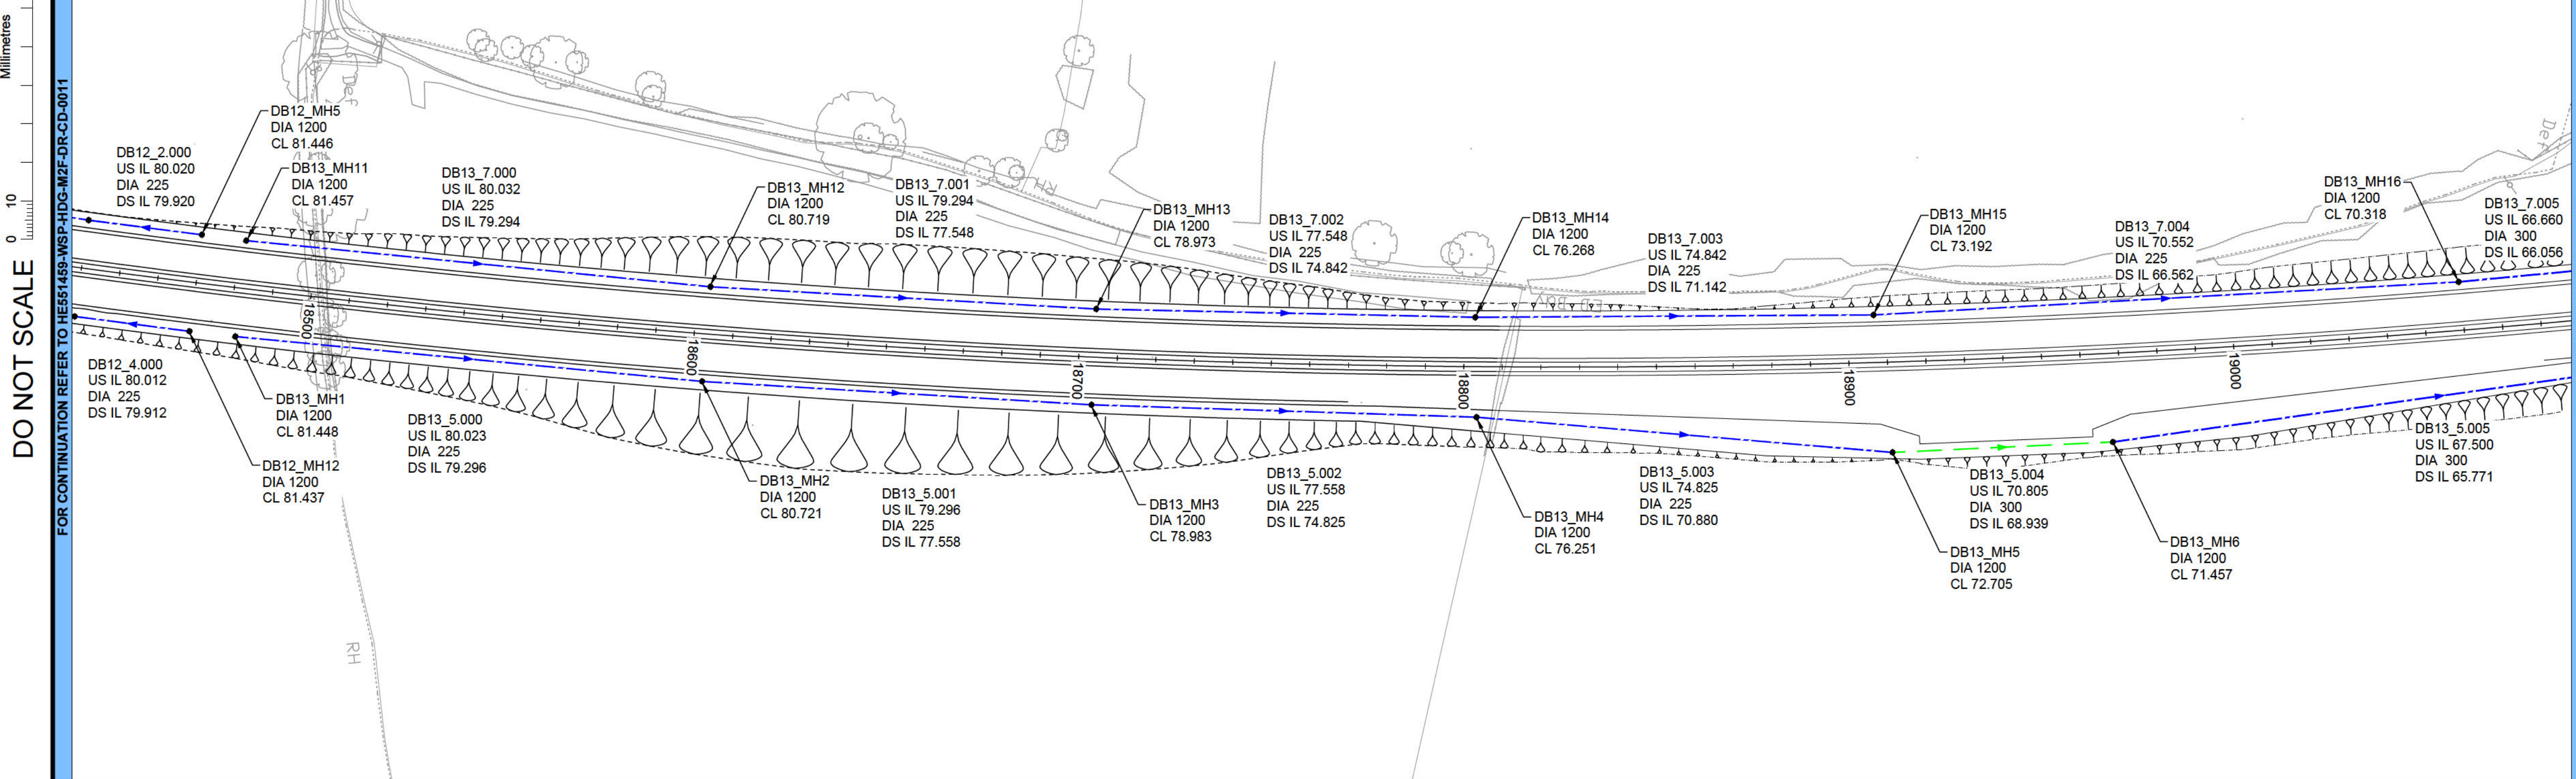 Millimetres
10
0
DO NOT SCALE
FOR CONTINUATION REFER TO HE551459-WSP-HDG-M2F-DR-CD-0011
DB12_2.000
US IL 80.020
DIA 225
DS IL 79.920
DB12_MH5
DIA 1200
CL 81.446
DB13_MH11
DIA 1200
CL 81.457
DB13_7.000
US IL 80.032
DIA 225
DS IL 79.294
DB13_MH12
DIA 1200
CL 80.719
DB13_7.001
US IL 79.294
DIA 225
DS IL 77.548
DB13_MH13
DIA 1200
CL 78.973
DB13_7.002
US IL 77.548
DIA 225
DS IL 74.842
DB13_MH14
DIA 1200
CL 76.268
DB13_7.003
US IL 74.842
DIA 225
DS IL 71.142
DB13_MH15
DIA 1200
CL 73.192
DB13_7.004
US IL 70.552
DIA 225
DS IL 66.562
DB13_MH16
DIA 1200
CL 70.318
DB13_7.005
US IL 66.660
DIA 300
DS IL 66.056
Def
RH
ED Bdy
Def
18500
18600
18700
18800
18900
19000
DB12_4.000
US IL 80.012
DIA 225
DS IL 79.912
DB13_MH1
DIA 1200
CL 81.448
DB12_MH12
DIA 1200
CL 81.437
DB13_5.000
US IL 80.023
DIA 225
DS IL 79.296
DB13_MH2
DIA 1200
CL 80.721
DB13_5.001
US IL 79.296
DIA 225
DS IL 77.558
DB13_MH3
DIA 1200
CL 78.983
DB13_5.002
US IL 77.558
DIA 225
DS IL 74.825
DB13_MH4
DIA 1200
CL 76.251
DB13_5.003
US IL 74.825
DIA 225
DS IL 70.880
DB13_MH5
DIA 1200
CL 72.705
DB13_5.004
US IL 70.805
DIA 300
DS IL 68.939
DB13_MH6
DIA 1200
CL 71.457
DB13_5.005
US IL 67.500
DIA 300
DS IL 65.771
RH